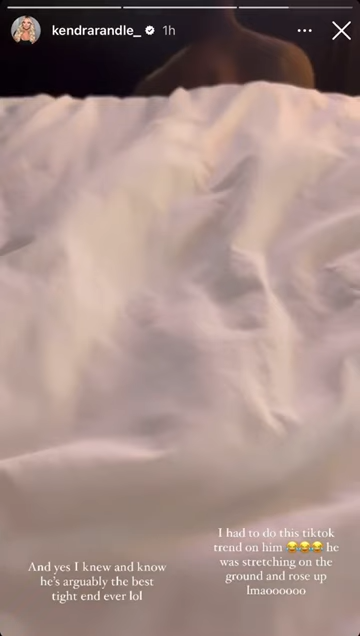 kendrarandle_ 1h
I had to do this tiktok
trend on him 😂😂😂 he
was stretching on the
ground and rose up
lmaoooooo
And yes I knew and know
he's arguably the best
tight end ever lol